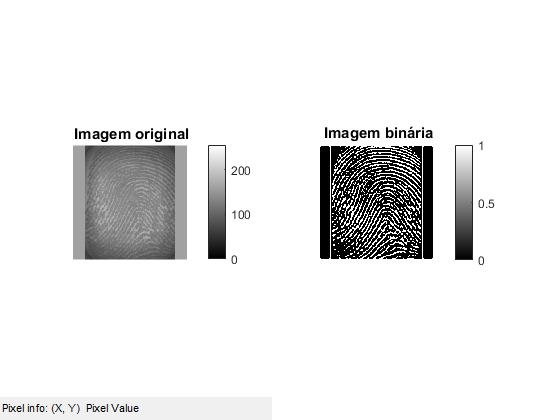 Imagem original
200
100
0
Imagem binária
1
0.5
0
Pixel info: (X, Y)  Pixel Value